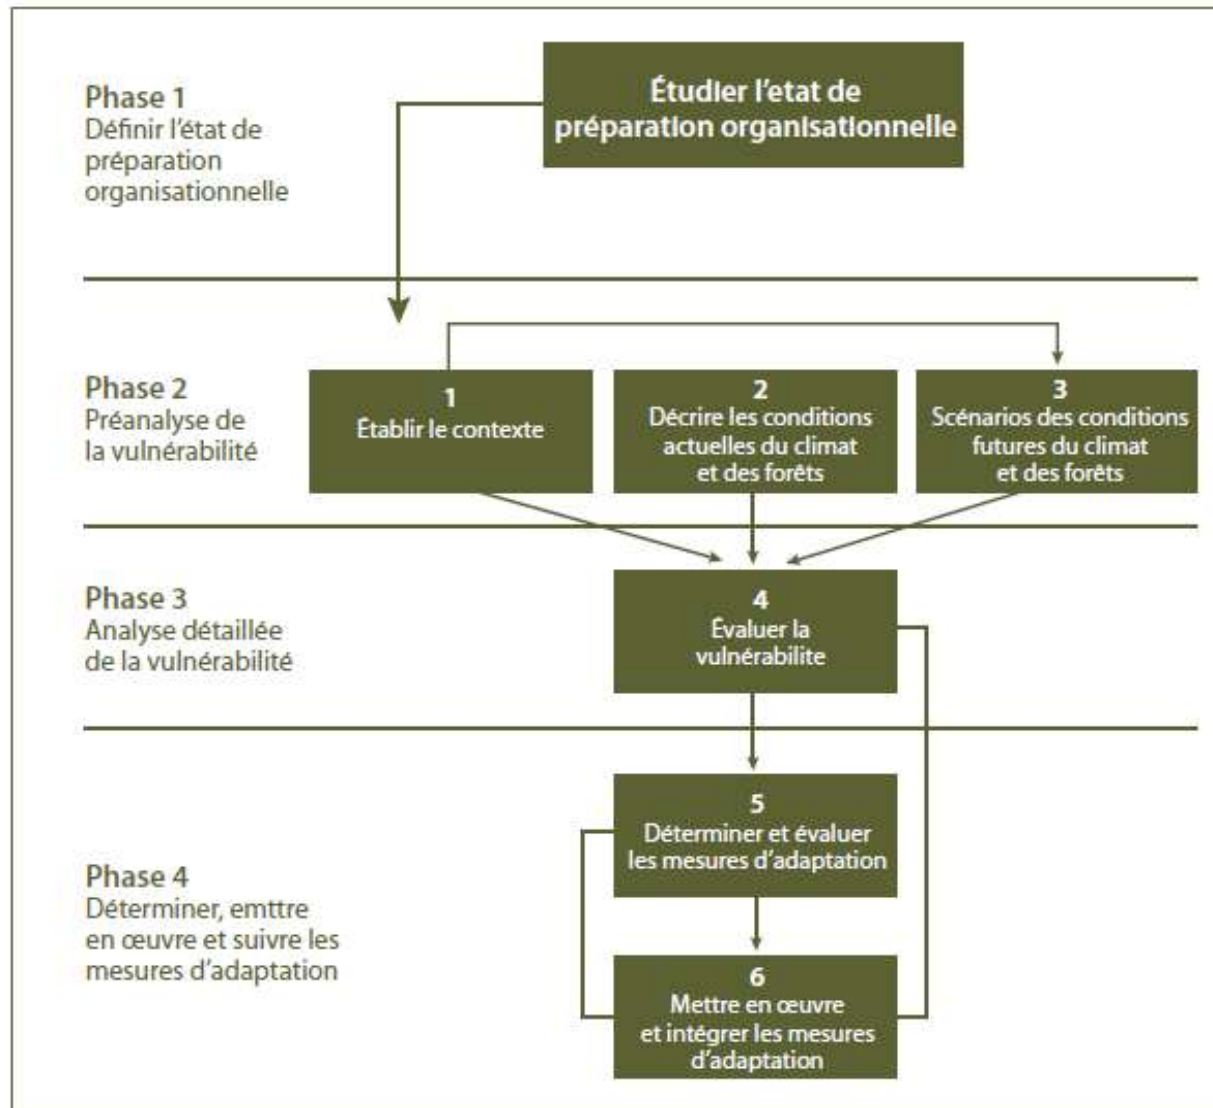 Phase 1
Définir l'état de
préparation
organisationnelle
Étudier l'etat de
préparation organisationnelle
Phase 2
Préanalyse de
la vulnérabilité
1
Établir le contexte
2
Décrire les conditions
actuelles du climat
et des forêts
3
Scénarios des conditions
futures du climat
et des forêts
Phase 3
Analyse détaillée
de la vulnérabilité
4
Évaluer la
vulnérabilite
Phase 4
Déterminer, emttre
en œuvre et suivre les
mesures d'adaptation
5
Déterminer et évaluer
les mesures d'adaptation
6
Mettre en œuvre
et intégrer les mesures
d'adaptation